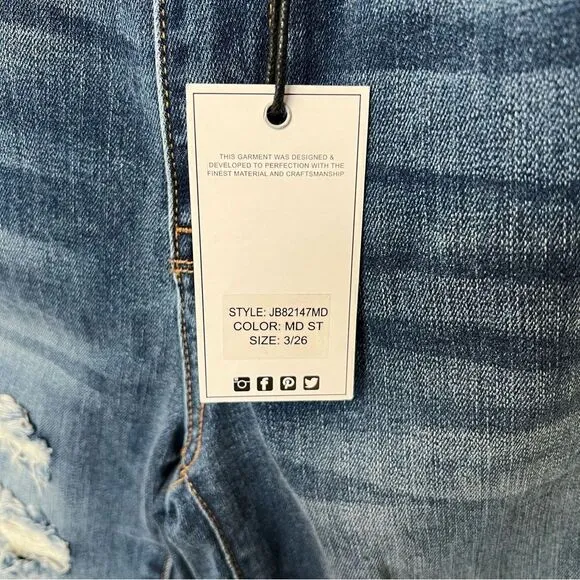 THIS GARMENT WAS DESIGNED &
DEVELOPED TO PERFECTION WITH THE
FINEST MATERIAL AND CRAFTSMANSHIP
STYLE: JB82147MD
COLOR: MD ST
SIZE: 3/26